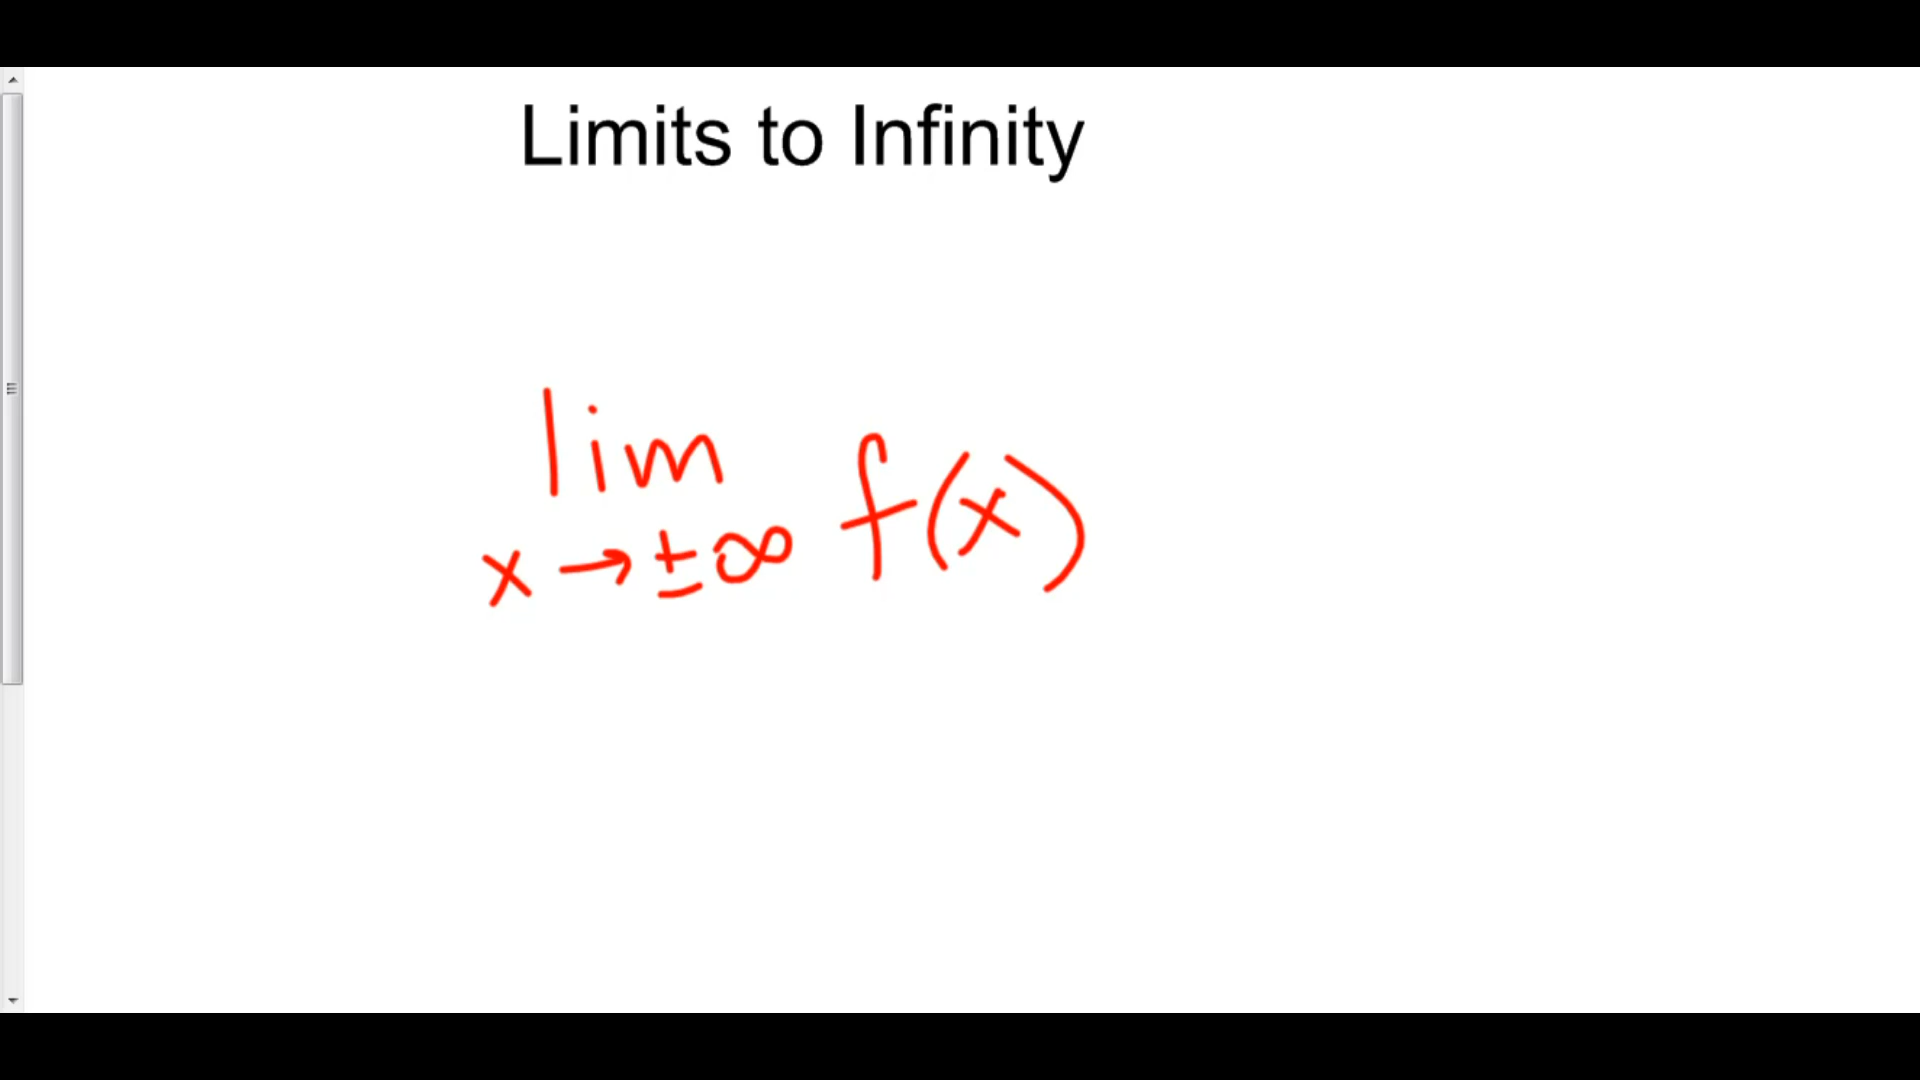 Limits to Infinity
lim f(x)
x→±∞